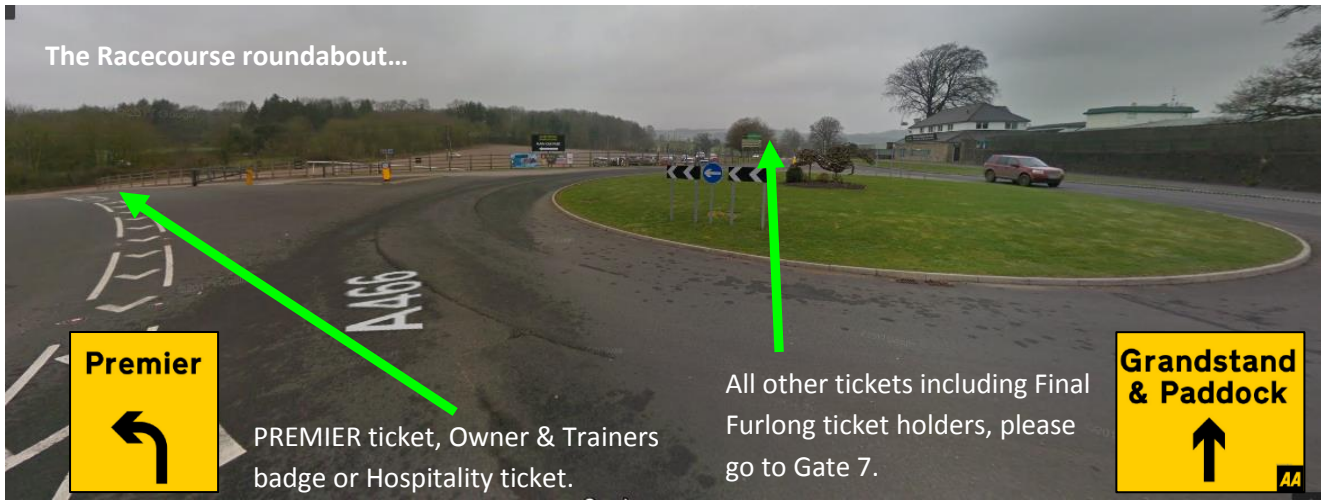 The Racecourse roundabout…
A466
Premier
PREMIER ticket, Owner & Trainers
badge or Hospitality ticket.
All other tickets including Final
Furlong ticket holders, please
go to Gate 7.
Grandstand
& Paddock
AA